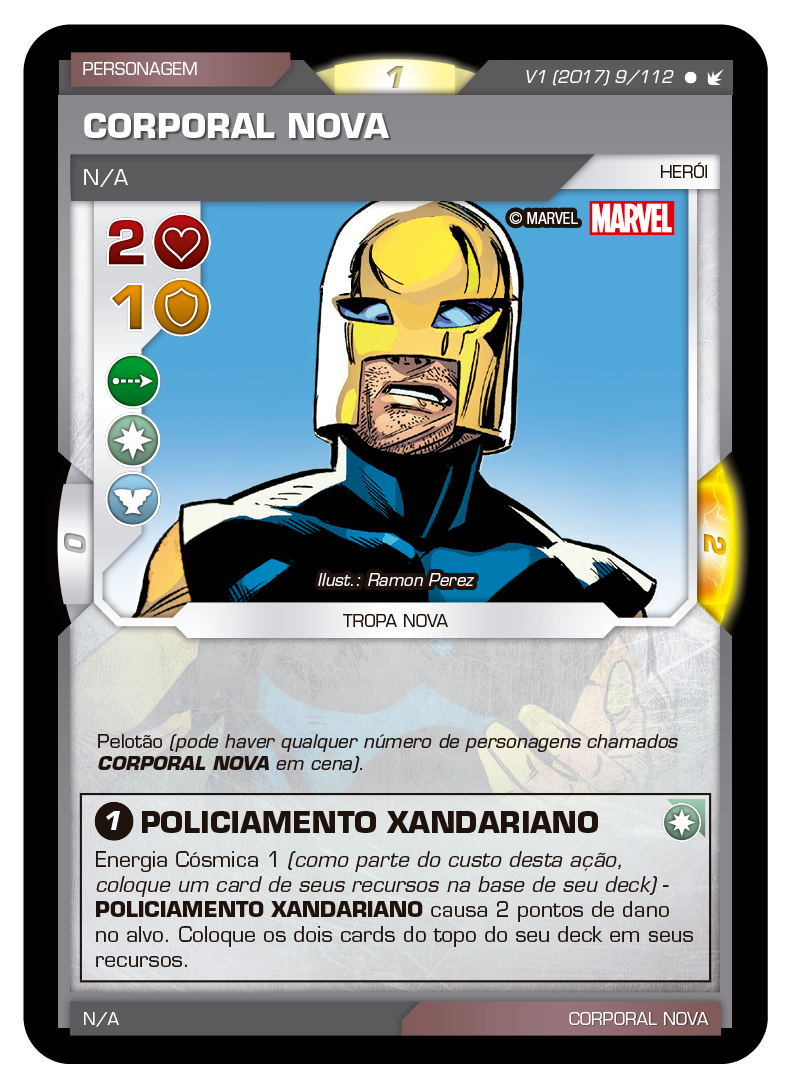 PERSONAGEM
1
V1 (2017) 9/112
CORPORAL NOVA
N/A
HERÓI
2
© MARVEL
MARVEL
1
0
2
Ilust.: Ramon Perez
TROPA NOVA
Pelotão (pode haver qualquer número de personagens chamados
CORPORAL NOVA em cena).
1 POLICIAMENTO XANDARIANO
Energia Cósmica 1 (como parte do custo desta ação,
coloque um card de seus recursos na base de seu deck) -
POLICIAMENTO XANDARIANO causa 2 pontos de dano
no alvo. Coloque os dois cards do topo do seu deck em seus
recursos.
N/A
CORPORAL NOVA